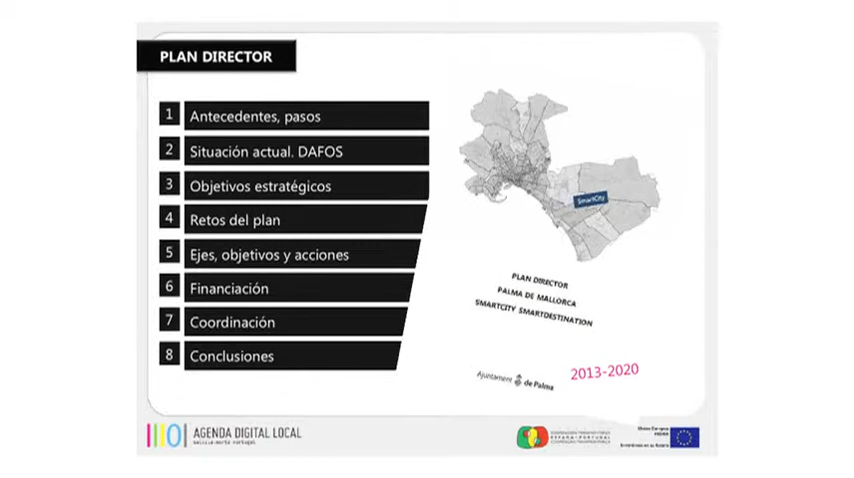 PLAN DIRECTOR
1 Antecedentes, pasos
2 Situación actual. DAFOS
3 Objetivos estratégicos
4 Retos del plan
5 Ejes, objetivos y acciones
6 Financiación
7 Coordinación
8 Conclusiones
SmartCity
PLAN DIRECTOR
PALMA DE MALLORCA
SMARTCITY SMARTDESTINATION
Ajuntament de Palma
2013-2020
AGENDA DIGITAL LOCAL
ESPAÑA-PORTUGAL